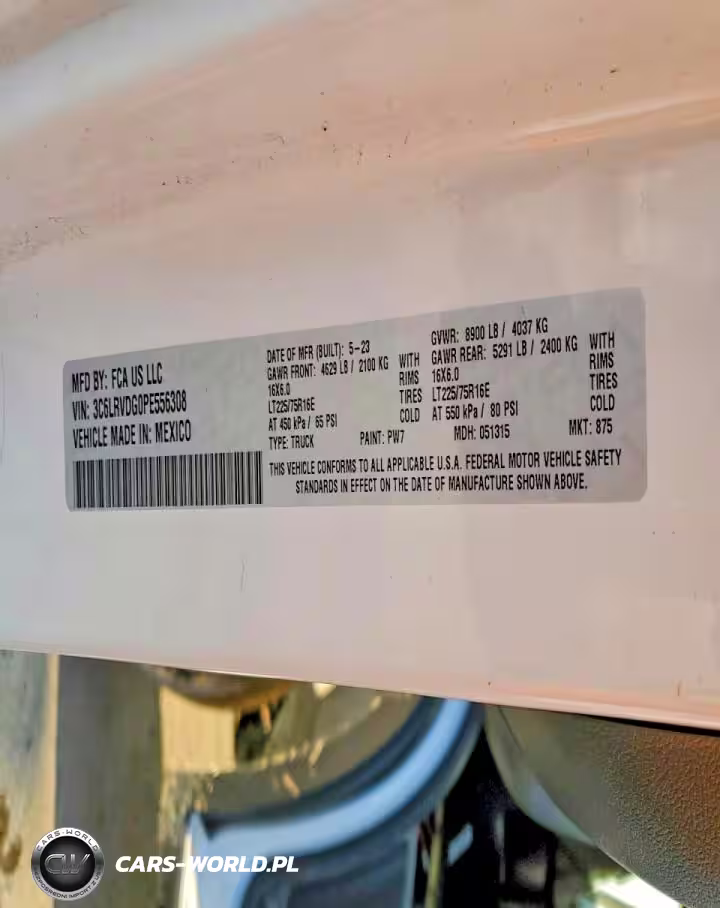 MFD BY: FCA US LLC
VIN: 3C6LRVDG0PE556308
VEHICLE MADE IN: MEXICO
DATE OF MFR (BUILT): 5-23
GAWR FRONT: 4629 LB / 2100 KG WITH
16X6.0 RIMS
LT225/75R16E TIRES
AT 450 kPa / 65 PSI COLD
TYPE: TRUCK PAINT: PW7
GVWR: 8900 LB / 4037 KG
GAWR REAR: 5291 LB / 2400 KG WITH
16X6.0 RIMS
LT225/75R16E TIRES
AT 550 kPa / 80 PSI COLD
MDH: 051315 MKT: 875
THIS VEHICLE CONFORMS TO ALL APPLICABLE U.S.A. FEDERAL MOTOR VEHICLE SAFETY
STANDARDS IN EFFECT ON THE DATE OF MANUFACTURE SHOWN ABOVE.
CARS-WORLD
CW
CARS-WORLD.PL